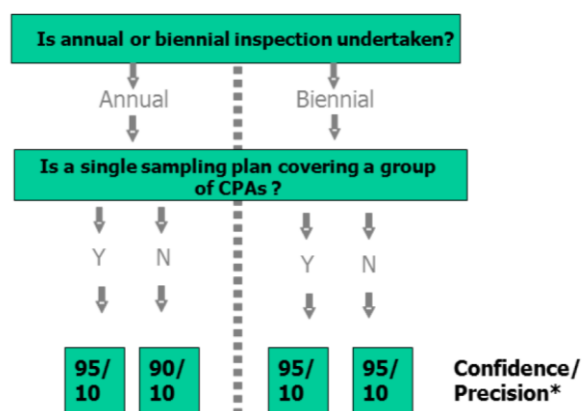 Is annual or biennial inspection undertaken?
Annual Biennial
Is a single sampling plan covering a group
of CPAs ?
Y N Y N
95/ 90/ 95/ 95/ Confidence/
10 10 10 10 Precision*